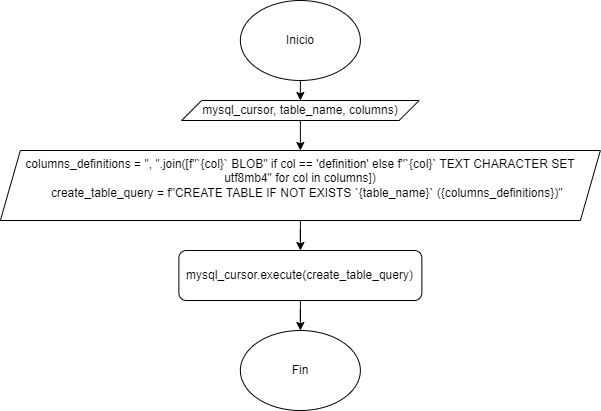 Inicio
mysql_cursor, table_name, columns)
columns_definitions = ", ".join([f"`{col}` BLOB" if col == 'definition' else f"`{col}` TEXT CHARACTER SET
utf8mb4" for col in columns])
create_table_query = f"CREATE TABLE IF NOT EXISTS `{table_name}` ({columns_definitions})"
mysql_cursor.execute(create_table_query)
Fin